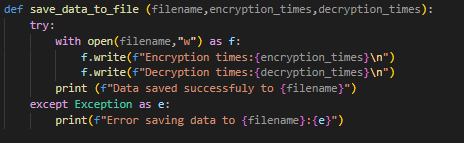 def save_data_to_file (filename,encryption_times,decryption_times):
    try:
        with open(filename,"w") as f:
            f.write(f"Encryption times:{encryption_times}\n")
            f.write(f"Decryption times:{decryption_times}\n")
        print (f"Data saved successfuly to {filename}")
    except Exception as e:
        print(f"Error saving data to {filename}:{e}")